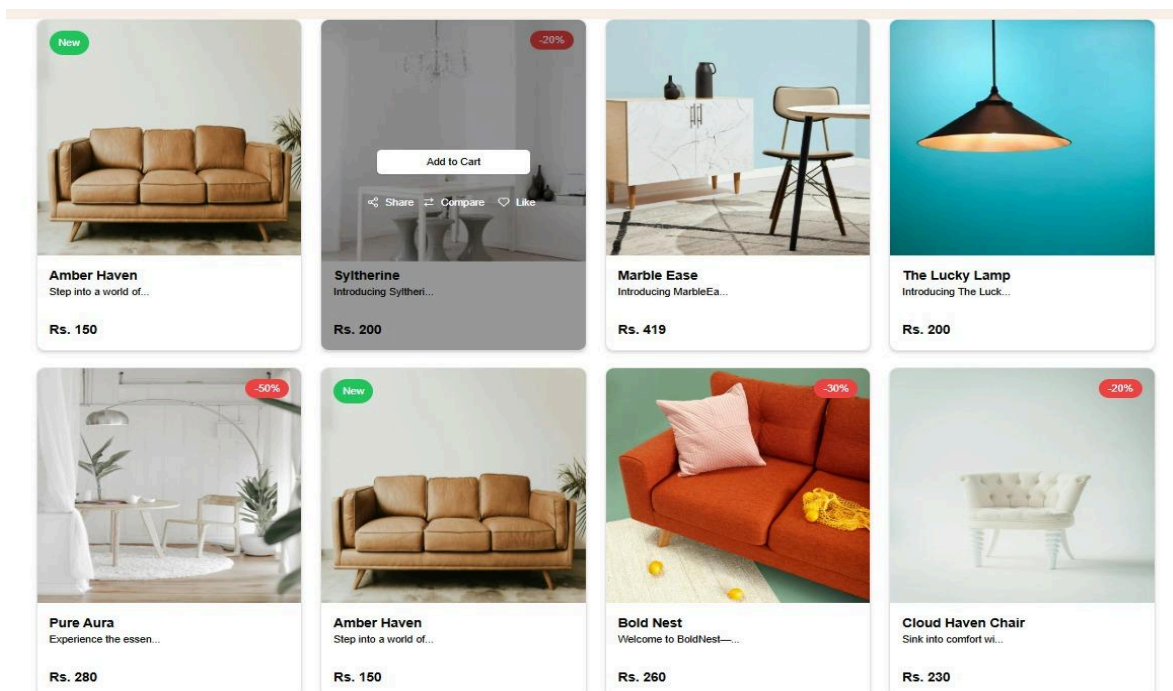 New
Amber Haven
Step into a world of...
Rs. 150
-20%
Add to Cart
Share
Compare
Like
Syltherine
Introducing Syltheri...
Rs. 200
Marble Ease
Introducing MarbleEa...
Rs. 419
The Lucky Lamp
Introducing The Luck...
Rs. 200
-50%
Pure Aura
Experience the essen...
Rs. 280
New
Amber Haven
Step into a world of...
Rs. 150
-30%
Bold Nest
Welcome to BoldNest—...
Rs. 260
-20%
Cloud Haven Chair
Sink into comfort wi...
Rs. 230